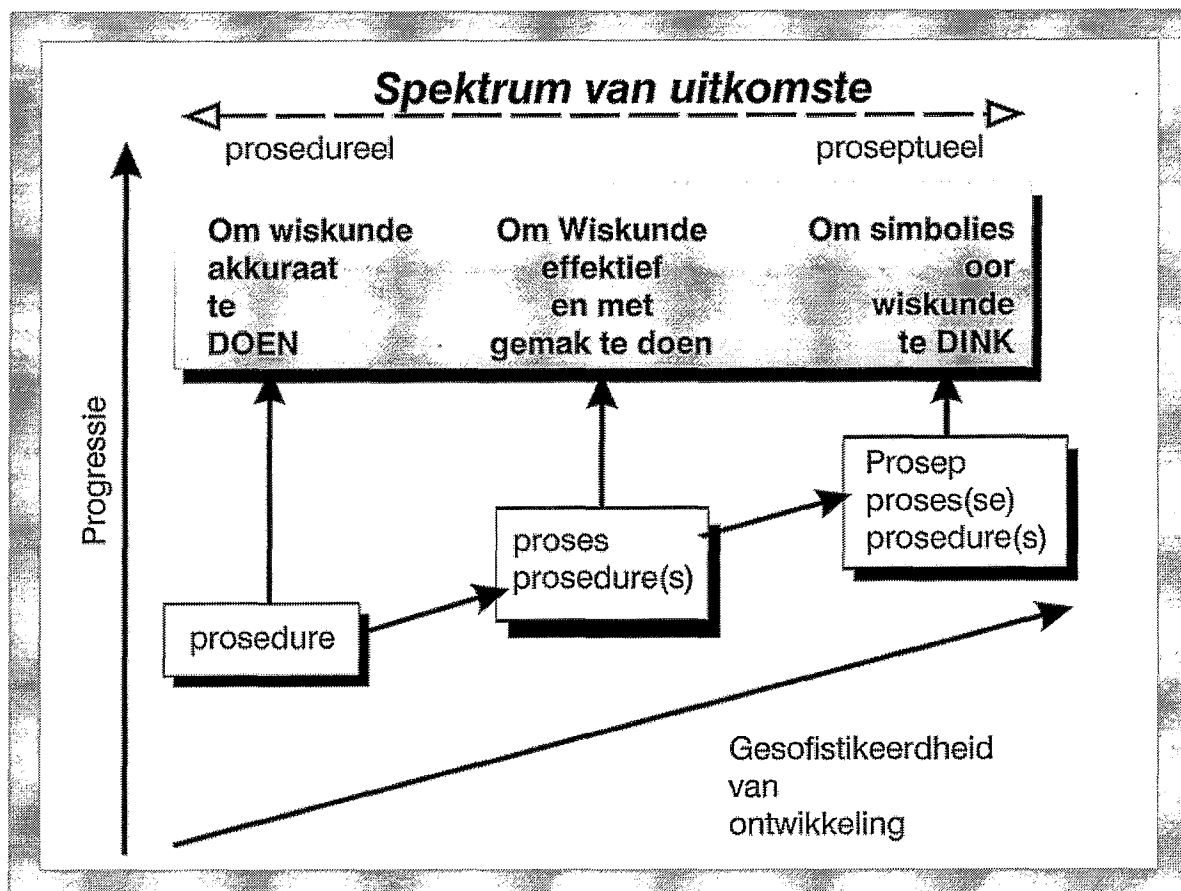 Spektrum van uitkomste
prosedureel
proseptueel
Om wiskunde
akkuraat
te
DOEN
Om Wiskunde
effektief
en met
gemak te doen
Om simbolies
oor
wiskunde
te DINK
Progressie
prosedure
proses
prosedure(s)
Prosep
proses(se)
prosedure(s)
Gesofistikeerdheid
van
ontwikkeling